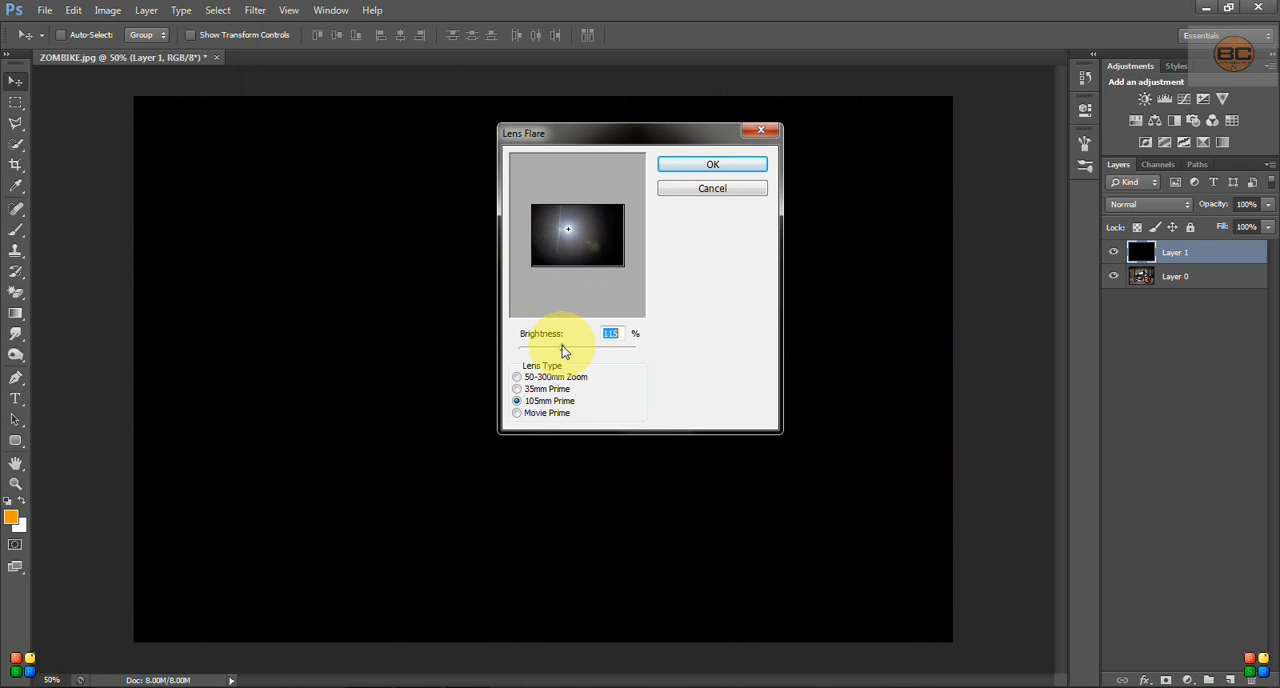 Ps File Edit Image Layer Type Select Filter View Window Help
Auto-Select: Group Show Transform Controls
Essentials
BC
ZOMBIKE.jpg @ 50% (Layer 1, RGB/8*) * ×
Adjustments Styles
Add an adjustment
Lens Flare
OK
Cancel
Brightness: 115 %
Lens Type
50-300mm Zoom
35mm Prime
105mm Prime
Movie Prime
Layers Channels Paths
Kind
Normal Opacity: 100%
Lock: Fill: 100%
Layer 1
Layer 0
50% Doc: 8.00M/8.00M